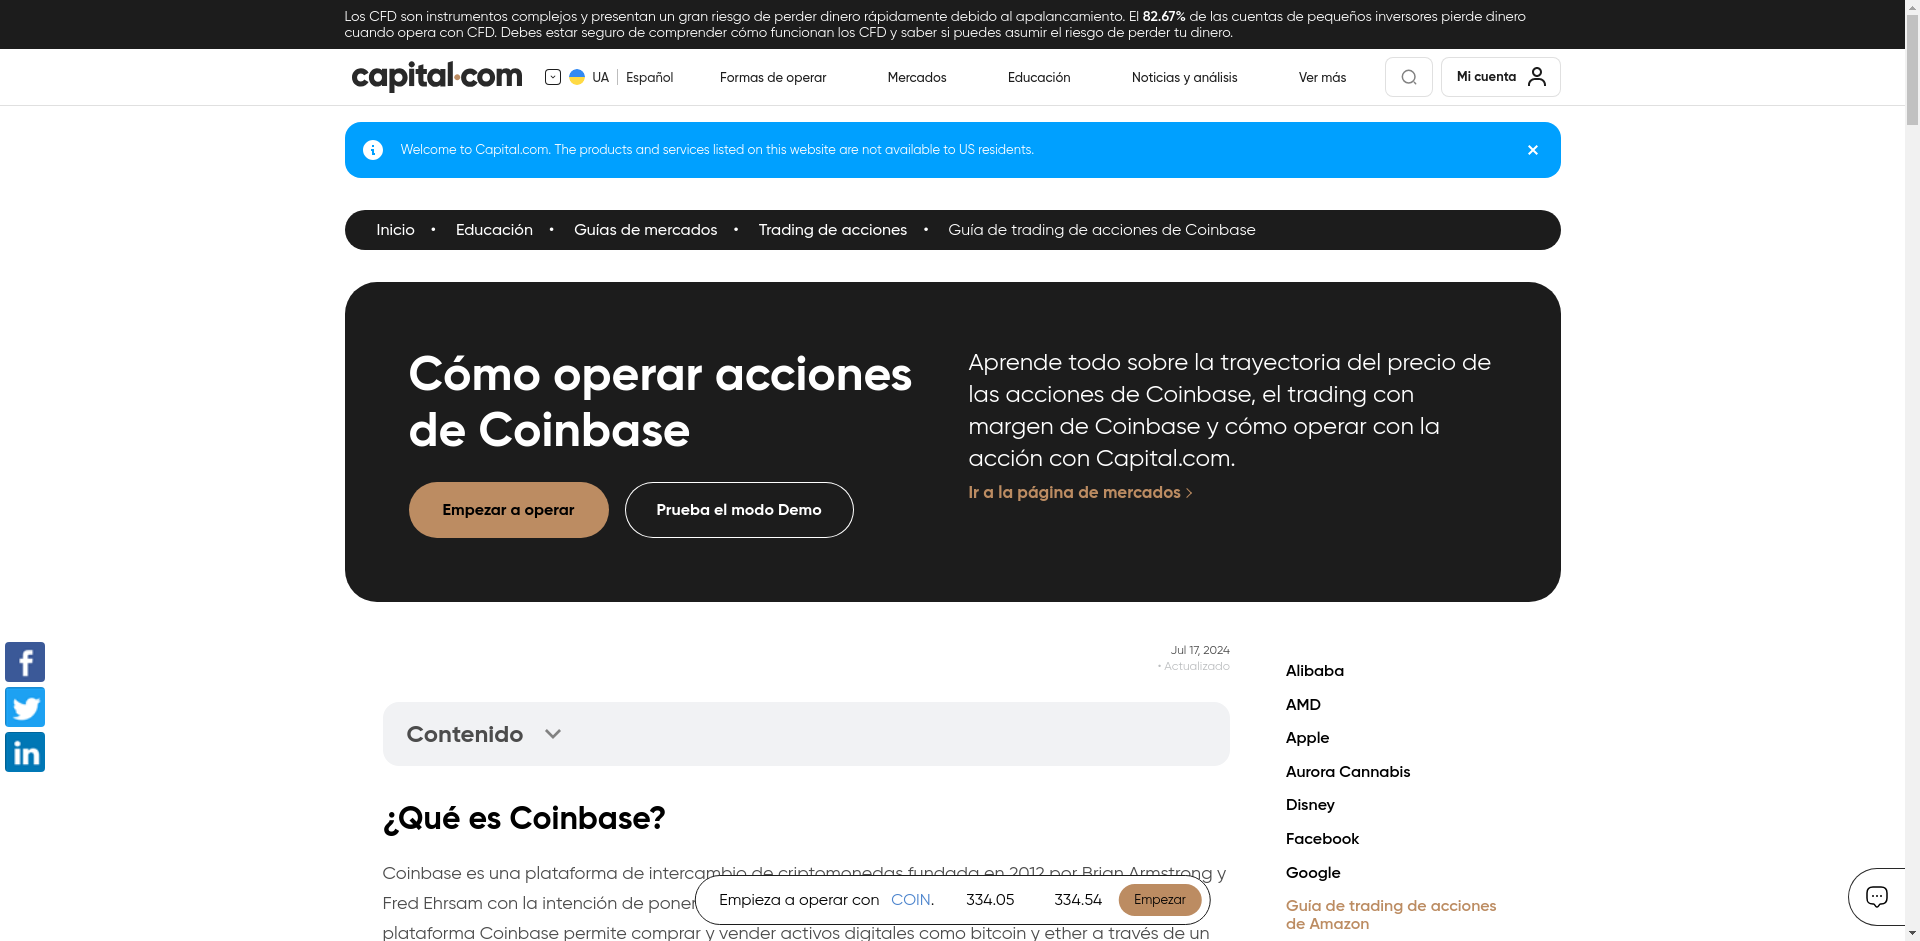 Los CFD son instrumentos complejos y presentan un gran riesgo de perder dinero rápidamente debido al apalancamiento. El 82.67% de las cuentas de pequeños inversores pierde dinero
cuando opera con CFD. Debes estar seguro de comprender cómo funcionan los CFD y saber si puedes asumir el riesgo de perder tu dinero.
capital.com
UA
Español
Formas de operar
Mercados
Educación
Noticias y análisis
Ver más
Mi cuenta
Welcome to Capital.com. The products and services listed on this website are not available to US residents.
Inicio • Educación • Guías de mercados • Trading de acciones • Guía de trading de acciones de Coinbase
Cómo operar acciones
de Coinbase
Empezar a operar
Prueba el modo Demo
Aprende todo sobre la trayectoria del precio de
las acciones de Coinbase, el trading con
margen de Coinbase y cómo operar con la
acción con Capital.com.
Ir a la página de mercados
Jul 17, 2024
• Actualizado
Contenido
¿Qué es Coinbase?
Coinbase es una plataforma de intercambio de criptomonedas fundada en 2012 por Brian Armstrong y
Fred Ehrsam con la intención de poner
plataforma Coinbase permite comprar y vender activos digitales como bitcoin y ether a través de un
Empieza a operar con COIN. 334.05 334.54 Empezar
Alibaba
AMD
Apple
Aurora Cannabis
Disney
Facebook
Google
Guía de trading de acciones
de Amazon